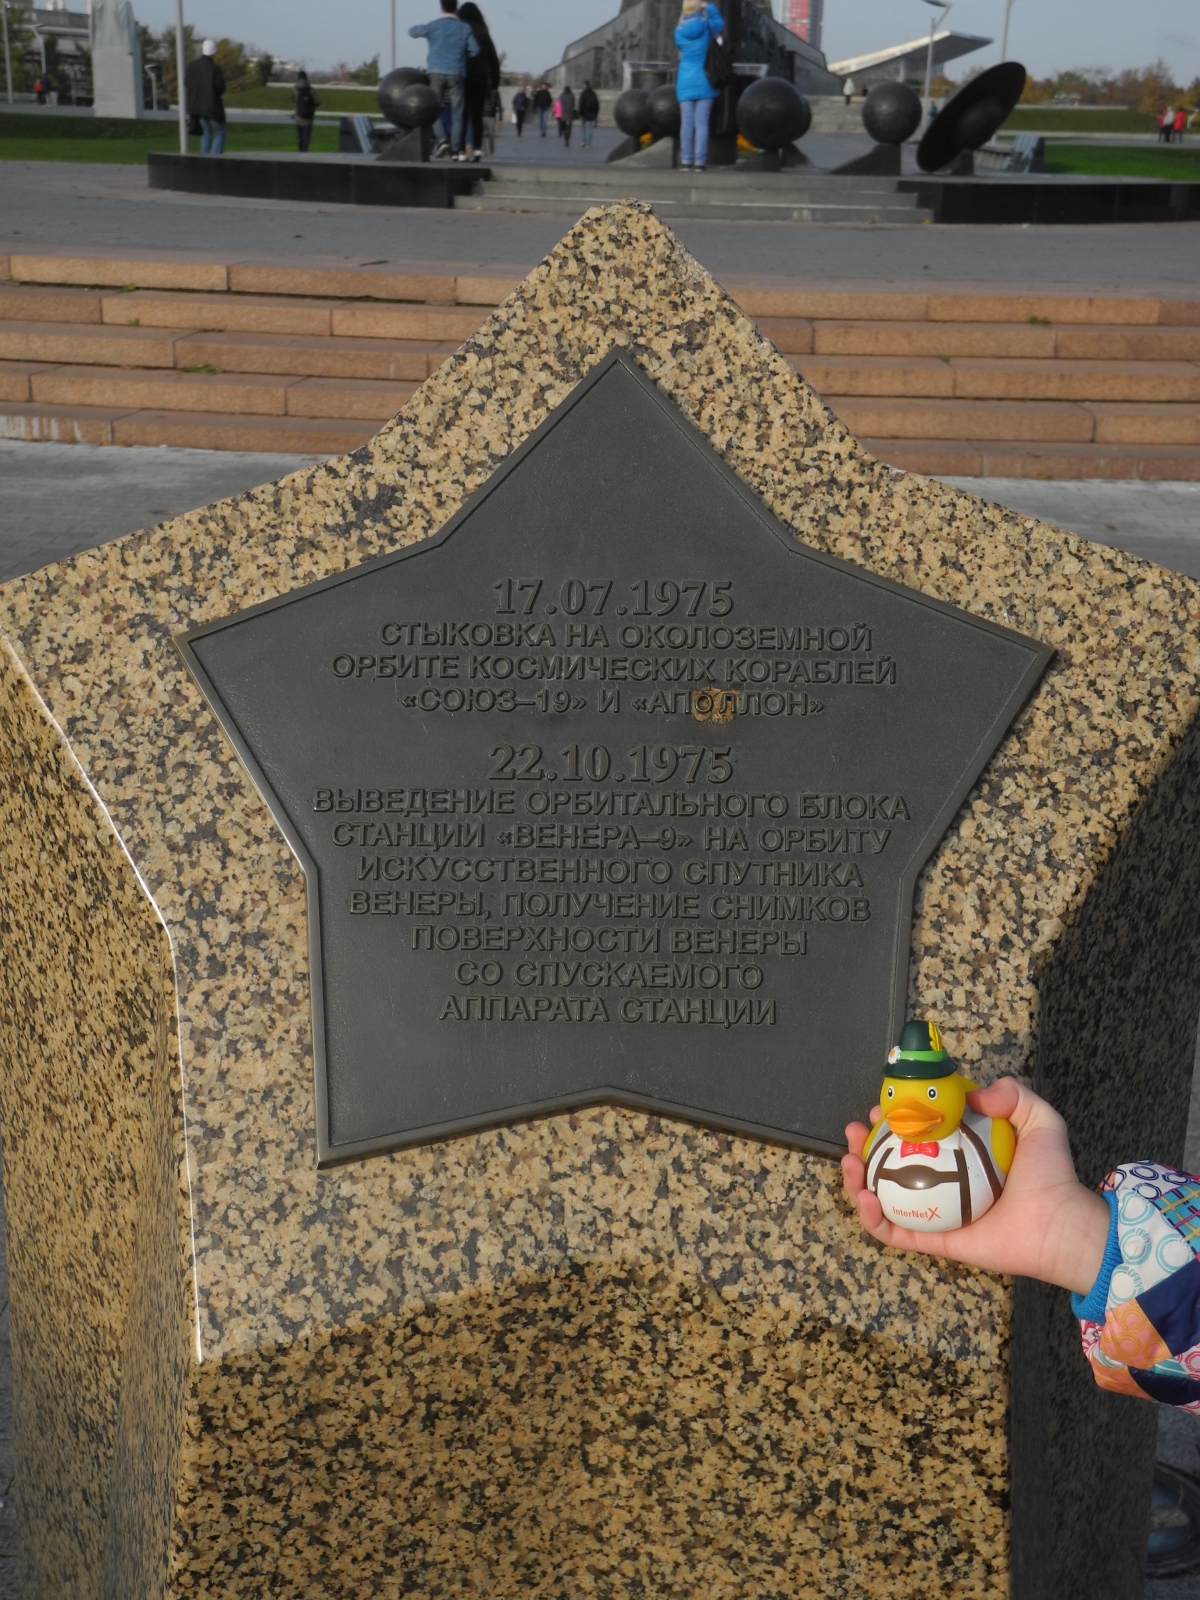 17.07.1975
СТЫКОВКА НА ОКОЛОЗЕМНОЙ
ОРБИТЕ КОСМИЧЕСКИХ КОРАБЛЕЙ
«СОЮЗ–19» И «АПОЛЛОН»
22.10.1975
ВЫВЕДЕНИЕ ОРБИТАЛЬНОГО БЛОКА
СТАНЦИИ «ВЕНЕРА–9» НА ОРБИТУ
ИСКУССТВЕННОГО СПУТНИКА
ВЕНЕРЫ, ПОЛУЧЕНИЕ СНИМКОВ
ПОВЕРХНОСТИ ВЕНЕРЫ
СО СПУСКАЕМОГО
АППАРАТА СТАНЦИИ
InterNetX